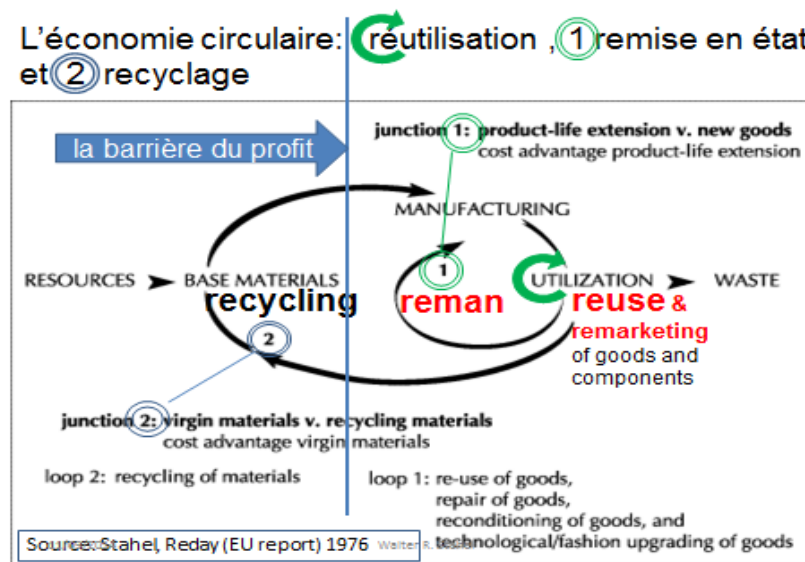 L'économie circulaire: réutilisation , 1 remise en état
et 2 recyclage
la barrière du profit
junction 1: product-life extension v. new goods
cost advantage product-life extension
MANUFACTURING
1
RESOURCES BASE MATERIALS UTILIZATION WASTE
recycling reman reuse &
remarketing
of goods and
components
2
junction 2: virgin materials v. recycling materials
cost advantage virgin materials
loop 2: recycling of materials
loop 1: re-use of goods,
repair of goods,
reconditioning of goods, and
technological/fashion upgrading of goods
Source: Stahel, Reday (EU report) 1976
Walter R.